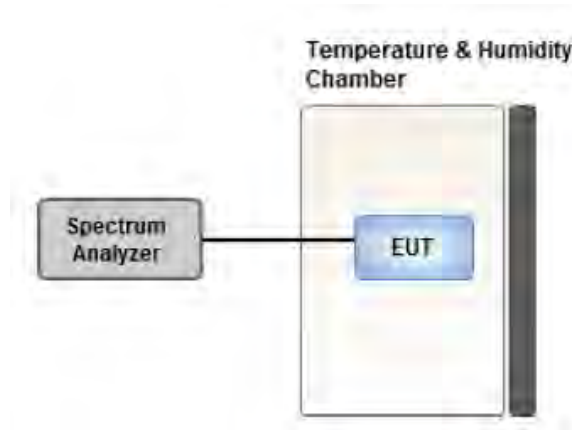 Temperature & Humidity
Chamber
Spectrum
Analyzer
EUT